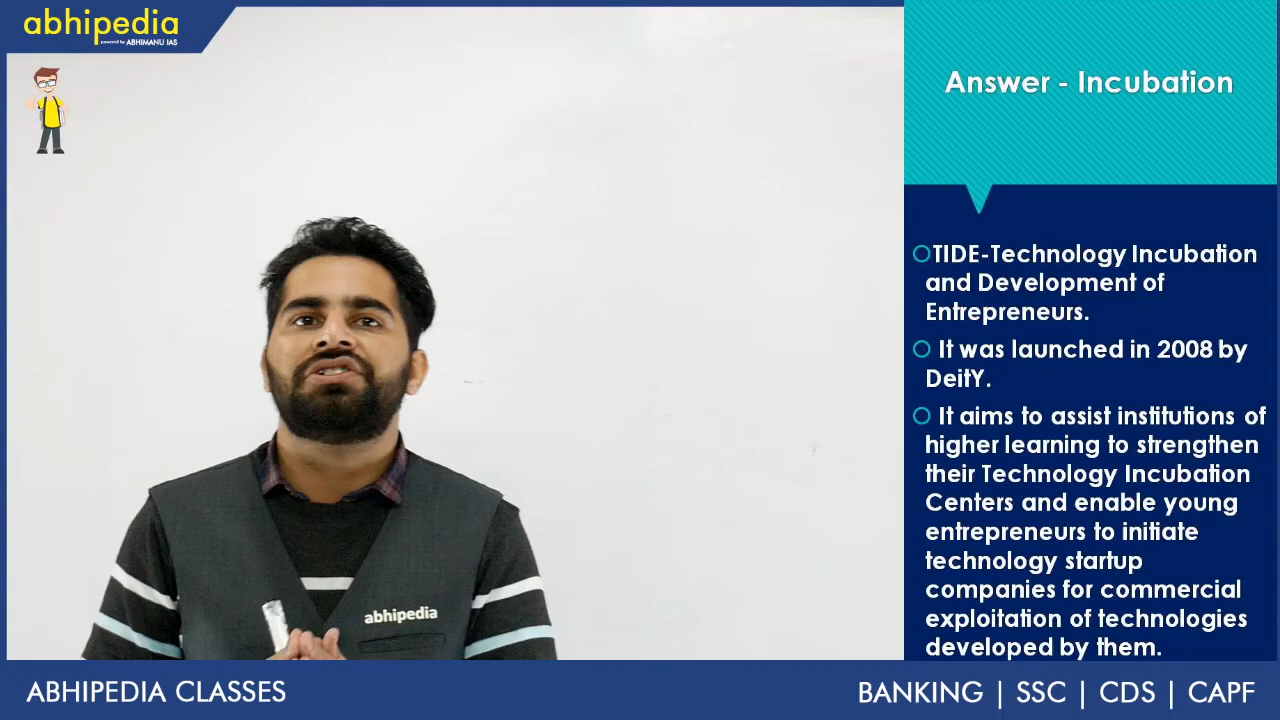 abhipedia
powered by ABHIMANU IAS
Answer - Incubation
TIDE-Technology Incubation
and Development of
Entrepreneurs.
It was launched in 2008 by
DeitY.
It aims to assist institutions of
higher learning to strengthen
their Technology Incubation
Centers and enable young
entrepreneurs to initiate
technology startup
companies for commercial
exploitation of technologies
developed by them.
abhipedia
ABHIPEDIA CLASSES
BANKING | SSC | CDS | CAPF